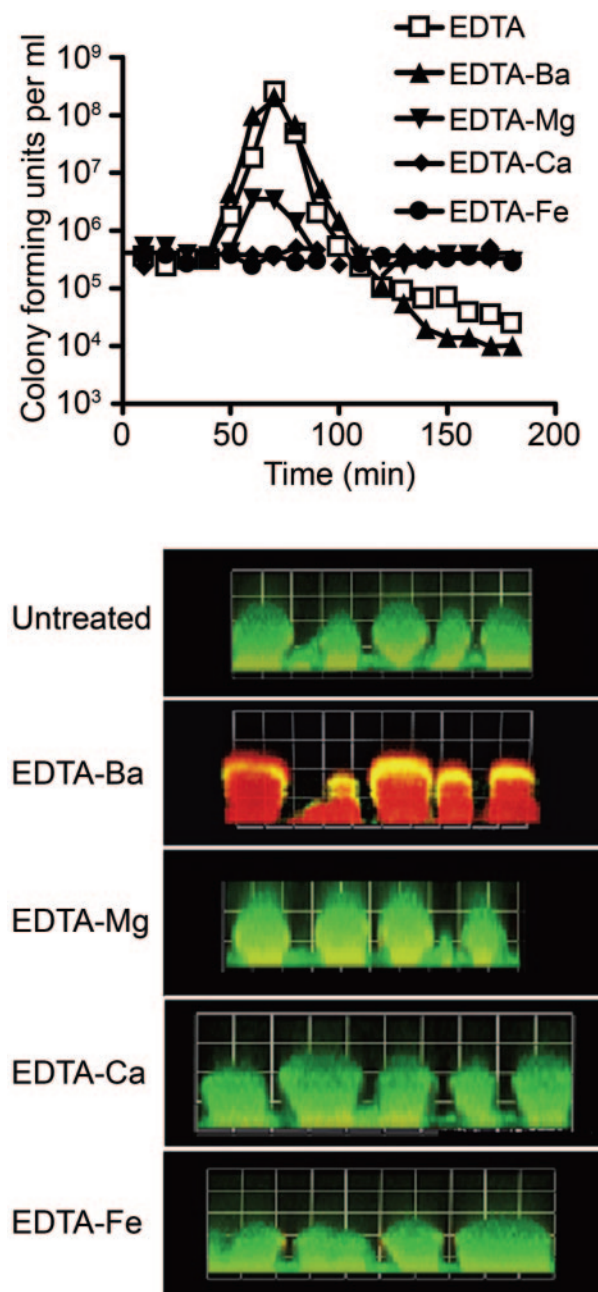 Colony forming units per ml
10⁹
10⁸
10⁷
10⁶
10⁵
10⁴
10³
0 50 100 150 200
Time (min)
EDTA
EDTA-Ba
EDTA-Mg
EDTA-Ca
EDTA-Fe
Untreated
EDTA-Ba
EDTA-Mg
EDTA-Ca
EDTA-Fe